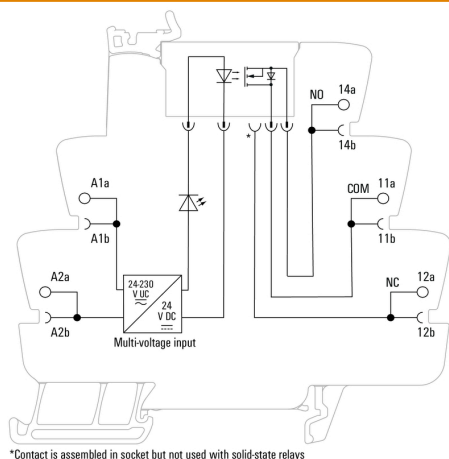 NO
14a
14b
*
A1a
COM
11a
A1b
11b
A2a
24-230
V UC
24
V DC
NC
12a
A2b
12b
Multi-voltage input
*Contact is assembled in socket but not used with solid-state relays